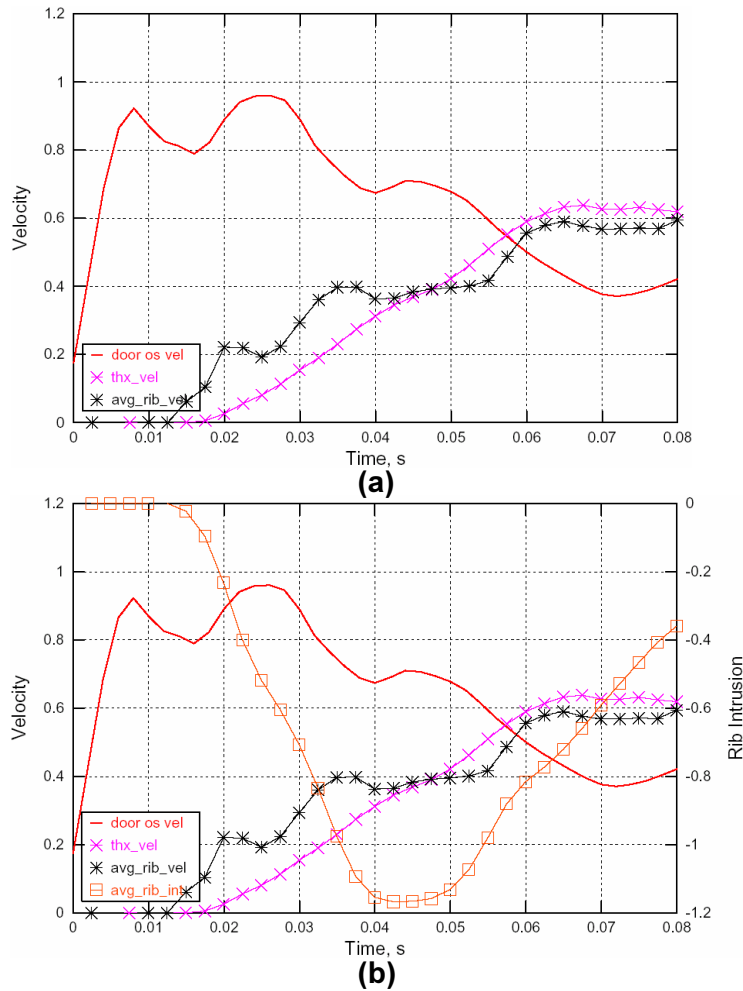 1.2
1
0.8
0.6
0.4
0.2
0
Velocity
door os vel
thx_vel
avg_rib_vel
0 0.01 0.02 0.03 0.04 0.05 0.06 0.07 0.08
Time, s
(a)
1.2
1
0.8
0.6
0.4
0.2
0
Velocity
door os vel
thx_vel
avg_rib_vel
avg_rib_int
0
-0.2
-0.4
-0.6
-0.8
-1
-1.2
Rib Intrusion
0 0.01 0.02 0.03 0.04 0.05 0.06 0.07 0.08
Time, s
(b)